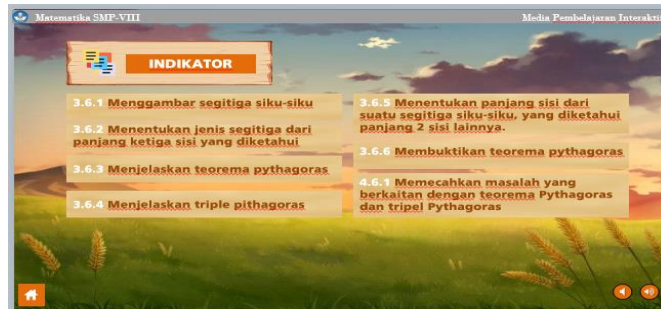 Matematika SMP-VIII
Media Pembelajaran Interakti
INDIKATOR
3.6.1 Menggambar segitiga siku-siku
3.6.2 Menentukan jenis segitiga dari
panjang ketiga sisi yang diketahui
3.6.3 Menjelaskan teorema pythagoras
3.6.4 Menjelaskan triple pithagoras
3.6.5 Menentukan panjang sisi dari
suatu segitiga siku-siku, yang diketahui
panjang 2 sisi lainnya.
3.6.6 Membuktikan teorema pythagoras
4.6.1 Memecahkan masalah yang
berkaitan dengan teorema Pythagoras
dan tripel Pythagoras